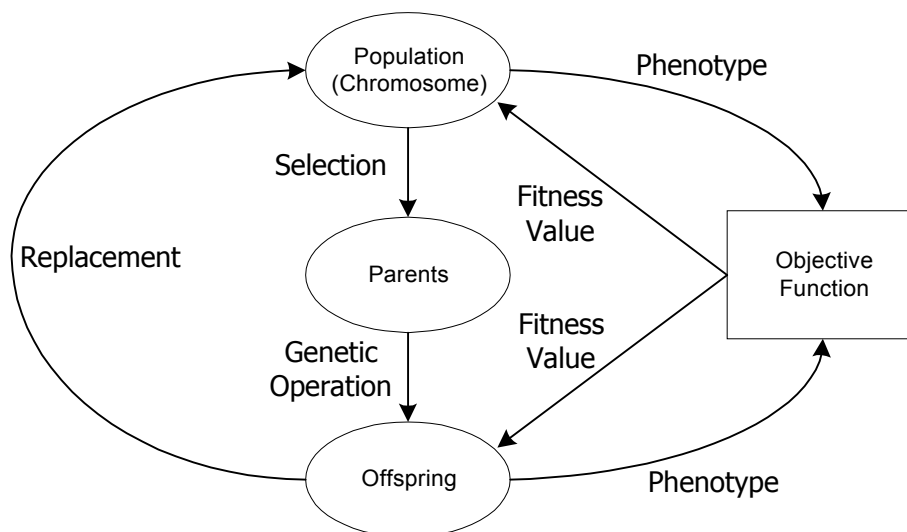 Population
(Chromosome)
Phenotype
Selection
Fitness
Value
Replacement
Parents
Objective
Function
Fitness
Value
Genetic
Operation
Offspring
Phenotype